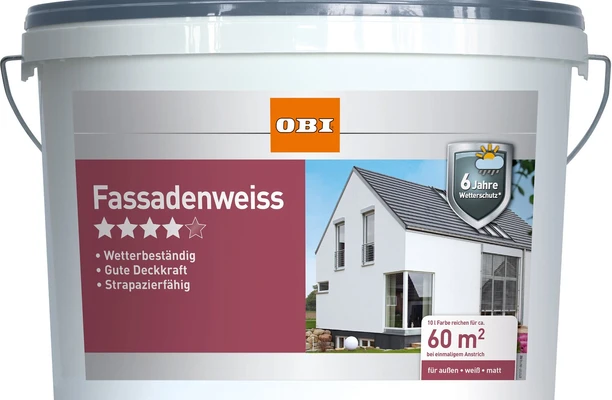 OBI
6 Jahre
Wetterschutz*
Fassadenweiss
• Wetterbeständig
• Gute Deckkraft
• Strapazierfähig
10 l Farbe reichen für ca.
60 m²
bei einmaligem Anstrich
für außen • weiß • matt